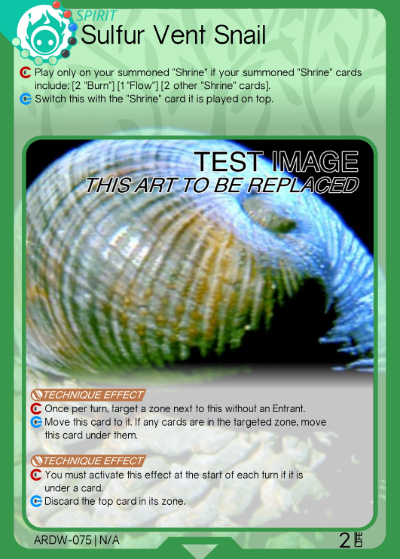 SPIRIT
Sulfur Vent Snail
C Play only on your summoned "Shrine" if your summoned "Shrine" cards
include: [2 "Burn"] [1 "Flow"] [2 other "Shrine" cards].
Switch this with the "Shrine" card it is played on top.
TEST IMAGE
THIS ART TO BE REPLACED
TECHNIQUE EFFECT
C Once per turn, target a zone next to this without an Entrant.
Move this card to it. If any cards are in the targeted zone, move
this card under them.
TECHNIQUE EFFECT
C You must activate this effect at the start of each turn if it is
under a card.
Discard the top card in its zone.
ARDW-075 | N/A
2 LIFE